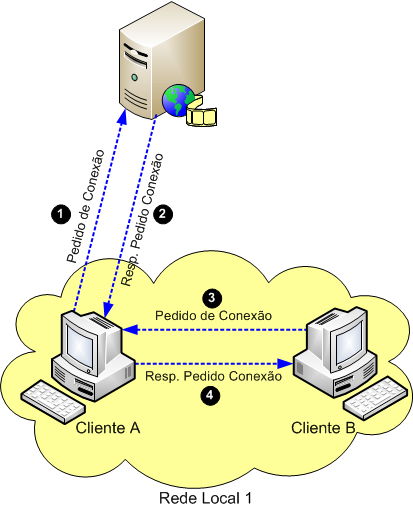 1
Pedido de Conexão
2
Resp. Pedido Conexão
3
Pedido de Conexão
Resp. Pedido Conexão
4
Cliente A
Cliente B
Rede Local 1